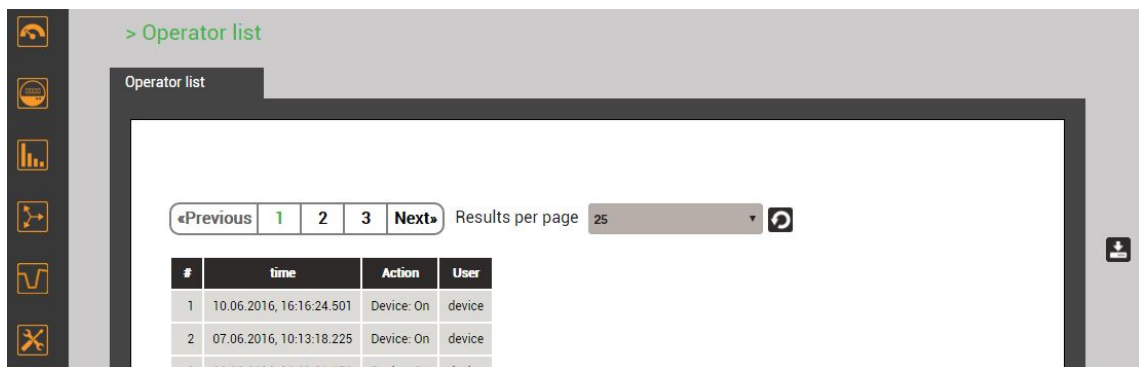 > Operator list
Operator list
«Previous 1 2 3 Next» Results per page 25
# time Action User
1 10.06.2016, 16:16:24.501 Device: On device
2 07.06.2016, 10:13:18.225 Device: On device